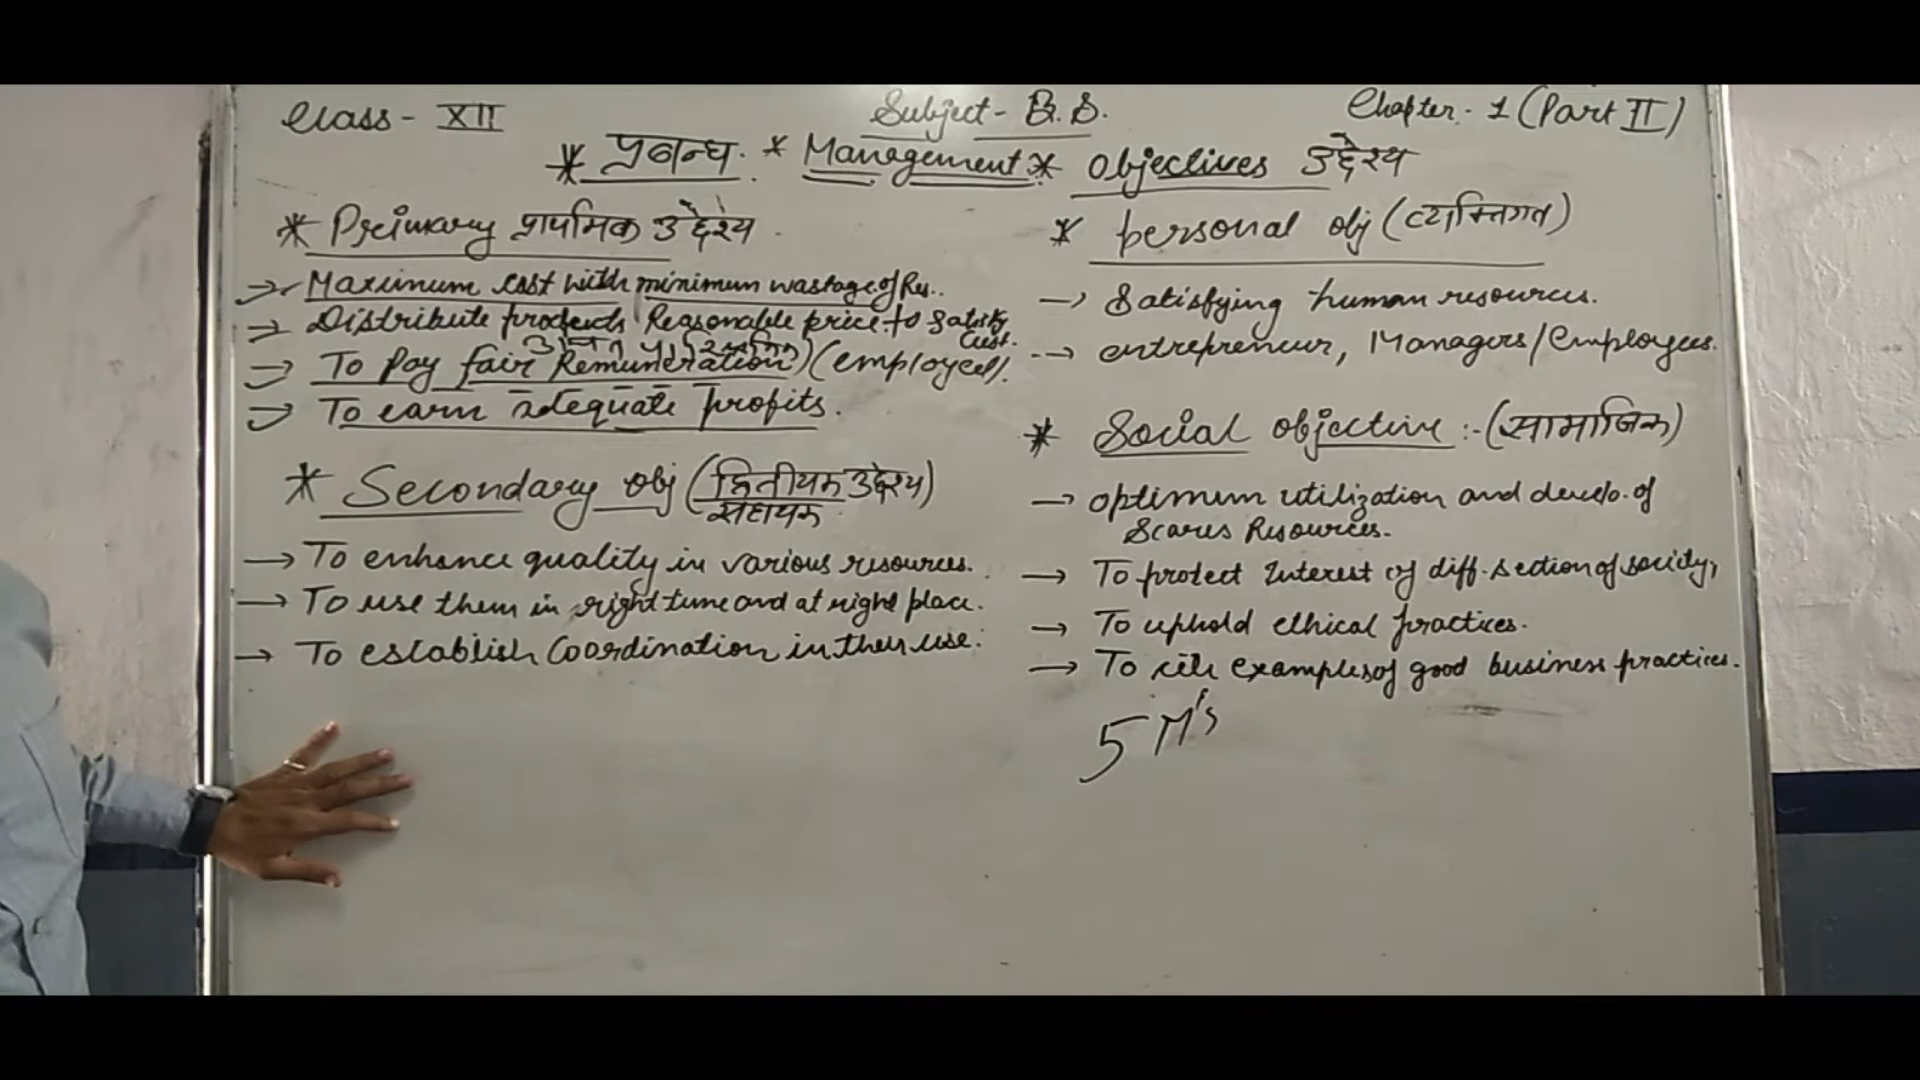 Class - XII
Subject - B.S.
Chapter - 1 (Part II)
* प्रबन्ध. * Management * Objectives उद्देश्य
* Primary प्राथमिक उद्देश्य
→ Maximum cost with minimum wastage of Res..
→ Distribute products Reasonable price to Satisfy Cust.
→ To Pay fair Remuneration (employees).
→ To earn adequate profits.
* Secondary obj (द्वितीयक उद्देश्य)
सहायक
→ To enhance quality in various resources.
→ To use them in right time and at right place.
→ To establish Coordination in their use.
* personal obj (व्यक्तिगत)
→ Satisfying human resources.
→ entrepreneur, Managers/Employees.
* Social objective :- (सामाजिक)
→ optimum utilization and develo. of
Scares Resources.
→ To protect Interest of diff. section of society,
→ To uphold ethical practices.
→ To cite examples of good business practices.
5 M's